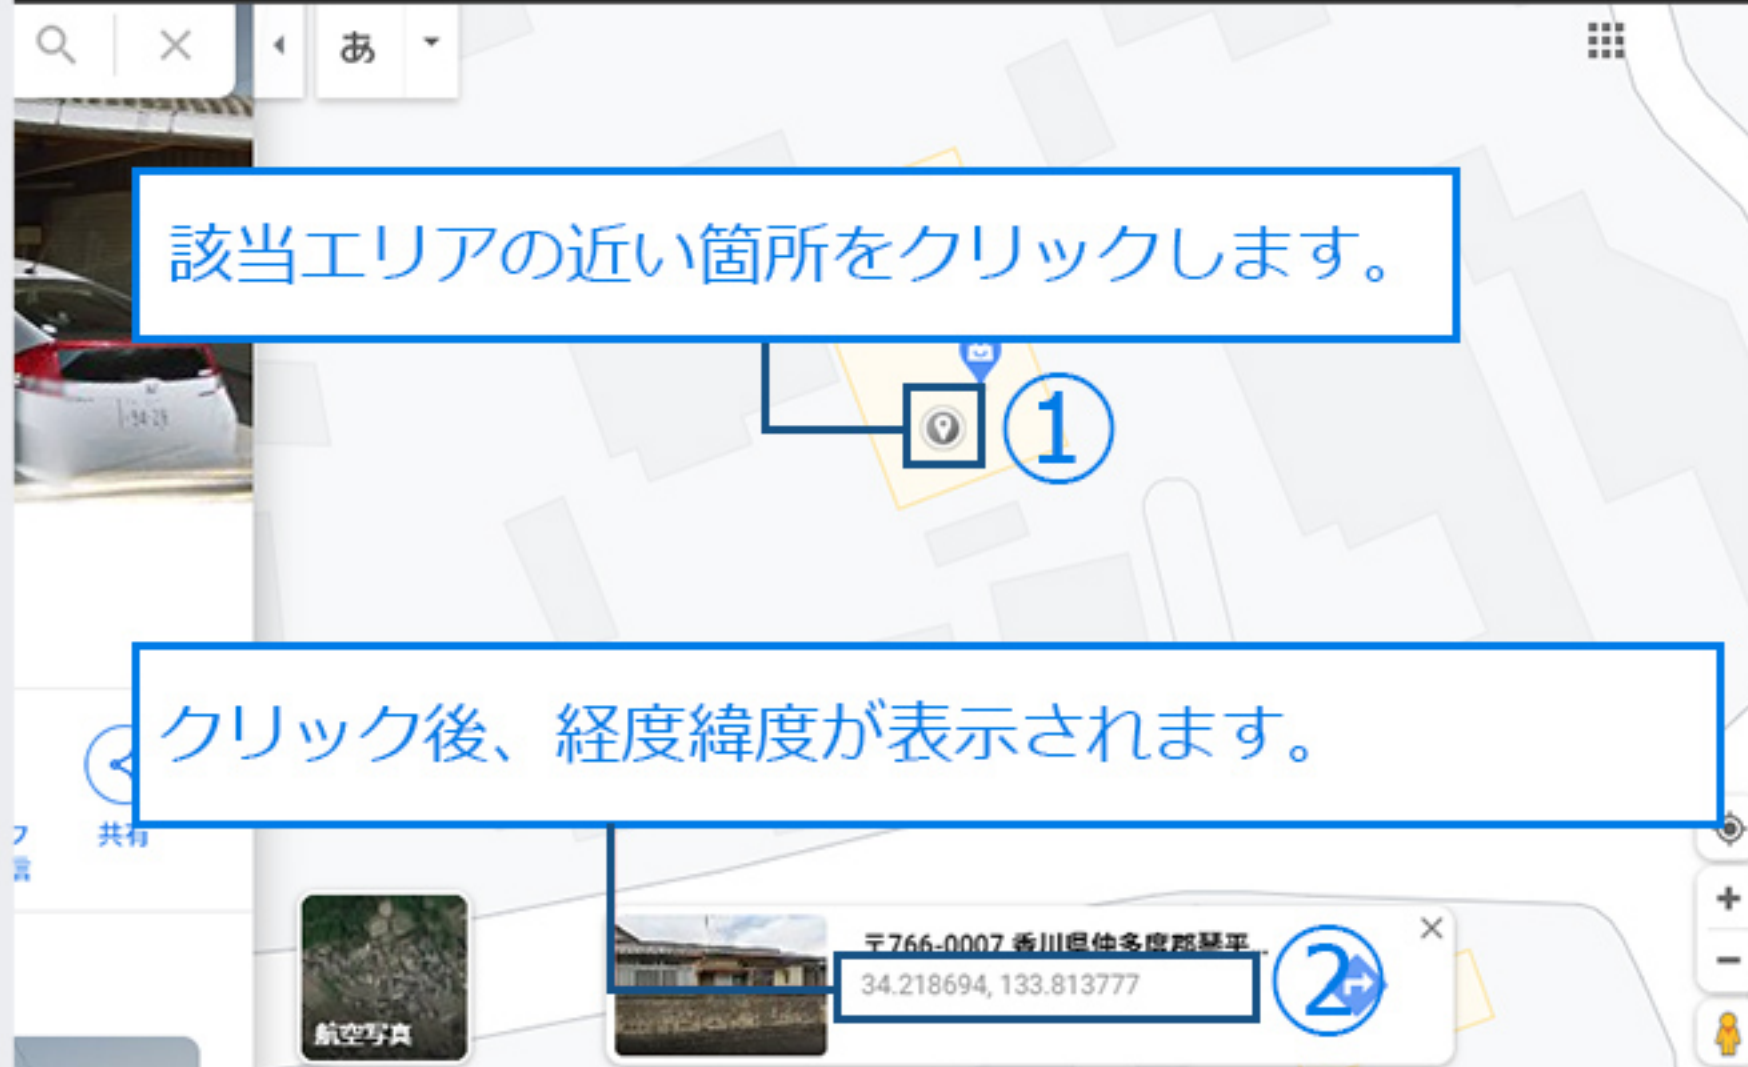 あ
該当エリアの近い箇所をクリックします。
①
クリック後、経度緯度が表示されます。
共有
航空写真
〒766-0007 香川県仲多度郡琴平...
34.218694, 133.813777
②